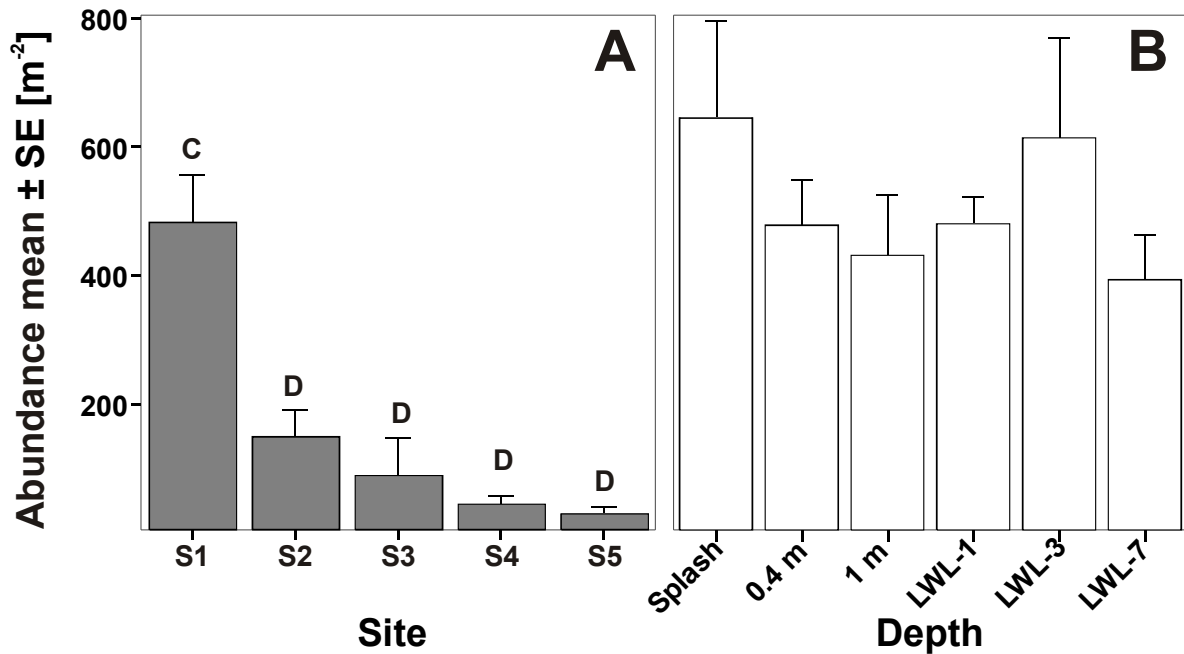 Abundance mean ± SE [m⁻²]
800
600
400
200
A
C
D
D
D
D
S1 S2 S3 S4 S5
Site
B
Splash 0.4 m 1 m LWL-1 LWL-3 LWL-7
Depth